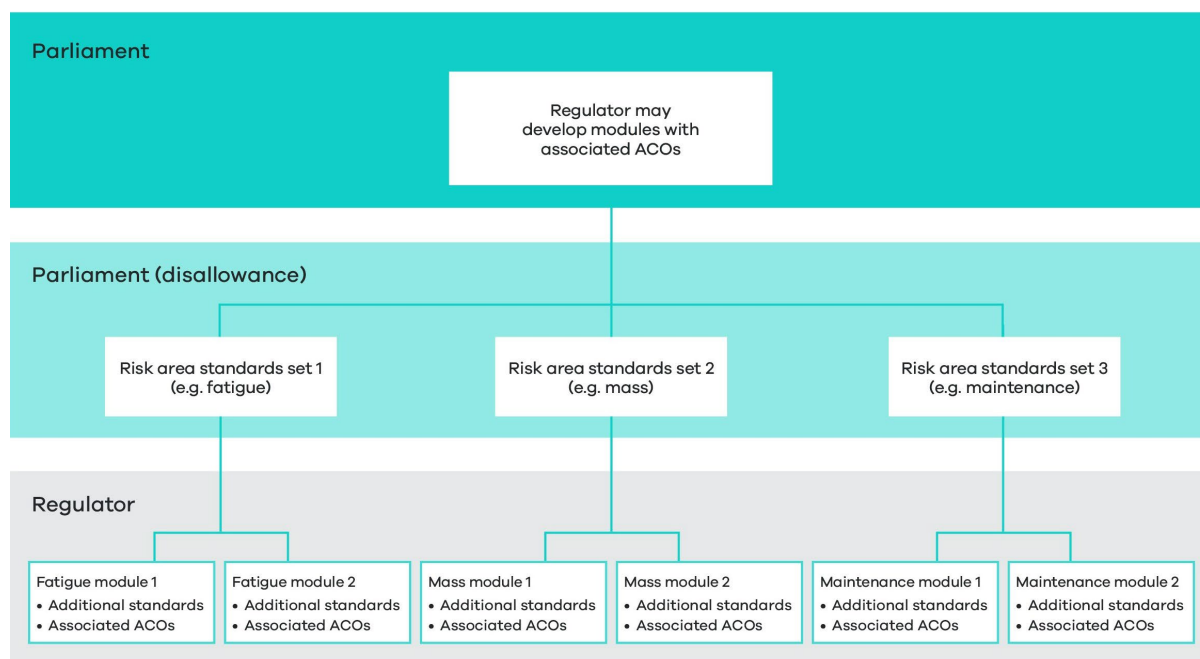 Parliament
Regulator may
develop modules with
associated ACOs
Parliament (disallowance)
Risk area standards set 1
(e.g. fatigue)
Risk area standards set 2
(e.g. mass)
Risk area standards set 3
(e.g. maintenance)
Regulator
Fatigue module 1
• Additional standards
• Associated ACOs
Fatigue module 2
• Additional standards
• Associated ACOs
Mass module 1
• Additional standards
• Associated ACOs
Mass module 2
• Additional standards
• Associated ACOs
Maintenance module 1
• Additional standards
• Associated ACOs
Maintenance module 2
• Additional standards
• Associated ACOs